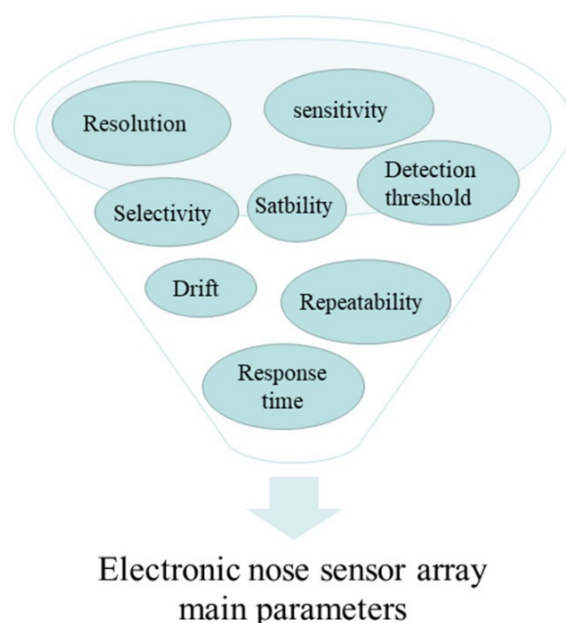 Resolution
sensitivity
Detection
threshold
Selectivity
Satbility
Drift
Repeatability
Response
time
Electronic nose sensor array
main parameters